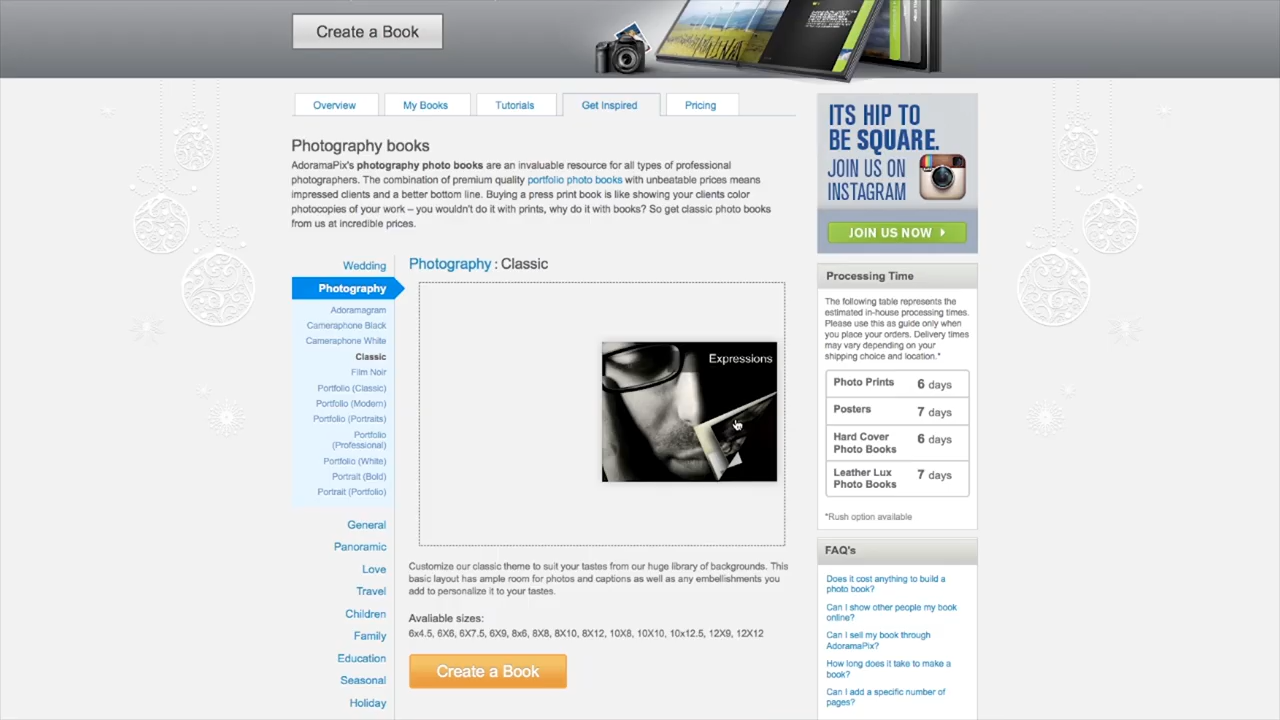 Create a Book
Overview
My Books
Tutorials
Get Inspired
Pricing
Photography books
AdoramaPix's photography photo books are an invaluable resource for all types of professional
photographers. The combination of premium quality portfolio photo books with unbeatable prices means
impressed clients and a better bottom line. Buying a press print book is like showing your clients color
photocopies of your work – you wouldn't do it with prints, why do it with books? So get classic photo books
from us at incredible prices.
Wedding
Photography
Adoramagram
Cameraphone Black
Cameraphone White
Classic
Film Noir
Portfolio (Classic)
Portfolio (Modern)
Portfolio (Portraits)
Portfolio
(Professional)
Portfolio (White)
Portrait (Bold)
Portrait (Portfolio)
General
Panoramic
Love
Travel
Children
Family
Education
Seasonal
Holiday
Photography : Classic
Expressions
Customize our classic theme to suit your tastes from our huge library of backgrounds. This
basic layout has ample room for photos and captions as well as any embellishments you
add to personalize it to your tastes.
Available sizes:
6x4.5, 6X6, 6X7.5, 6X9, 8x6, 8X8, 8X10, 8X12, 10X8, 10X10, 10x12.5, 12X9, 12X12
Create a Book
ITS HIP TO
BE SQUARE.
JOIN US ON
INSTAGRAM
JOIN US NOW
Processing Time
The following table represents the
estimated in-house processing times.
Please use this as guide only when
you place your orders. Delivery times
may vary depending on your
shipping choice and location.*
Photo Prints 6 days
Posters 7 days
Hard Cover
Photo Books 6 days
Leather Lux
Photo Books 7 days
*Rush option available
FAQ's
Does it cost anything to build a
photo book?
Can I show other people my book
online?
Can I sell my book through
AdoramaPix?
How long does it take to make a
book?
Can I add a specific number of
pages?